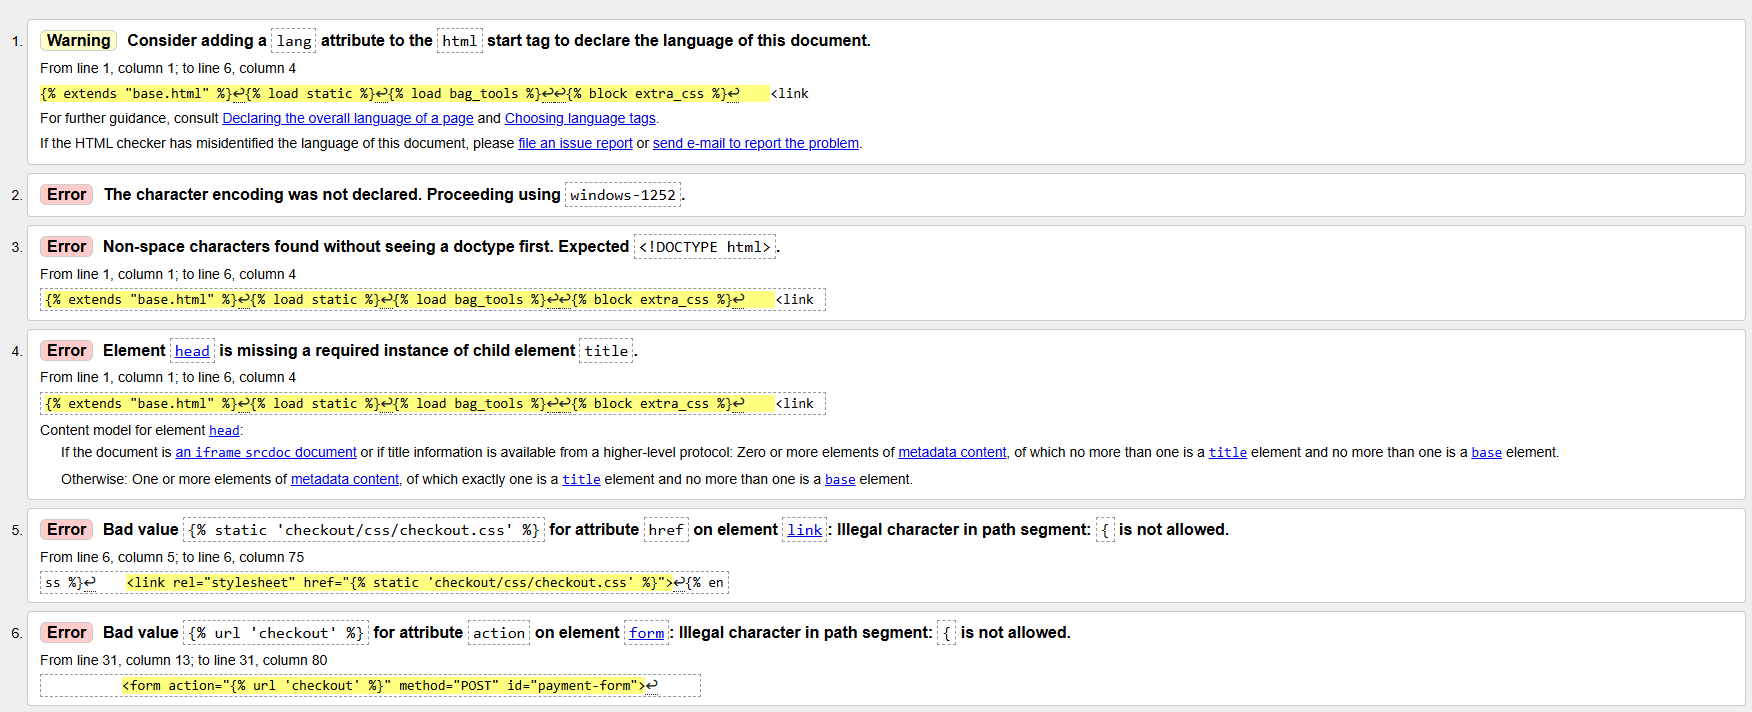 1. Warning Consider adding a lang attribute to the html start tag to declare the language of this document.
From line 1, column 1; to line 6, column 4
{% extends "base.html" %}↩{% load static %}↩{% load bag_tools %}↩↩{% block extra_css %}↩    <link
For further guidance, consult Declaring the overall language of a page and Choosing language tags.
If the HTML checker has misidentified the language of this document, please file an issue report or send e-mail to report the problem.
2. Error The character encoding was not declared. Proceeding using windows-1252.
3. Error Non-space characters found without seeing a doctype first. Expected <!DOCTYPE html>.
From line 1, column 1; to line 6, column 4
{% extends "base.html" %}↩{% load static %}↩{% load bag_tools %}↩↩{% block extra_css %}↩    <link
4. Error Element head is missing a required instance of child element title.
From line 1, column 1; to line 6, column 4
{% extends "base.html" %}↩{% load static %}↩{% load bag_tools %}↩↩{% block extra_css %}↩    <link
Content model for element head:
If the document is an iframe srcdoc document or if title information is available from a higher-level protocol: Zero or more elements of metadata content, of which no more than one is a title element and no more than one is a base element.
Otherwise: One or more elements of metadata content, of which exactly one is a title element and no more than one is a base element.
5. Error Bad value {% static 'checkout/css/checkout.css' %} for attribute href on element link: Illegal character in path segment: { is not allowed.
From line 6, column 5; to line 6, column 75
ss %}↩    <link rel="stylesheet" href="{% static 'checkout/css/checkout.css' %}">↩{% en
6. Error Bad value {% url 'checkout' %} for attribute action on element form: Illegal character in path segment: { is not allowed.
From line 31, column 13; to line 31, column 80
<form action="{% url 'checkout' %}" method="POST" id="payment-form">↩